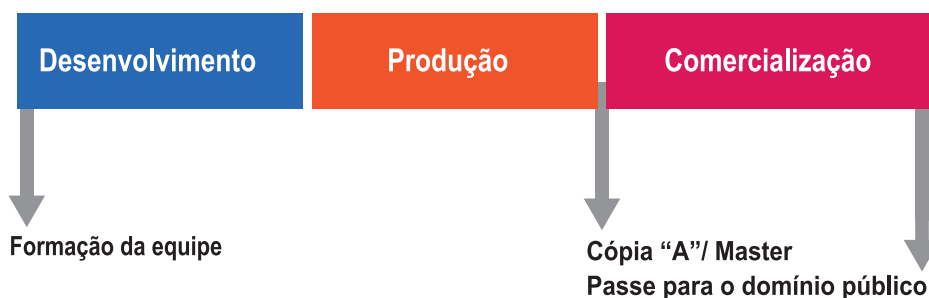 Desenvolvimento
Produção
Comercialização
Formação da equipe
Cópia “A”/ Master
Passe para o domínio público